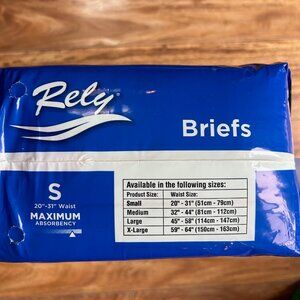 Rely
Briefs
S
20"-31" Waist
MAXIMUM
ABSORBENCY
Available in the following sizes:
Product Size: Waist Size:
Small 20" - 31" (51cm - 79cm)
Medium 32" - 44" (81cm - 112cm)
Large 45" - 58" (114cm - 147cm)
X-Large 59" - 64" (150cm - 163cm)